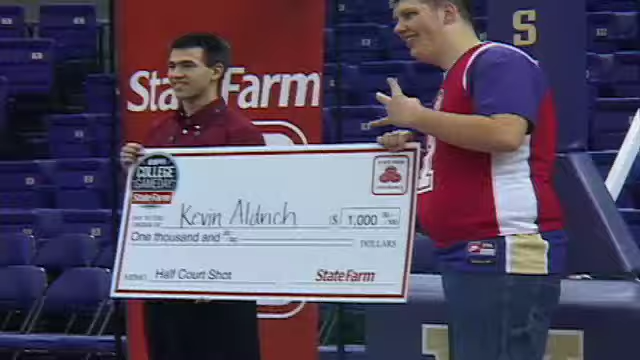 S
State Farm
COLLEGE
GAMEDAY
State Farm
Kevin Aldrich $ 1,000
One thousand and DOLLARS
MEMO Half Court Shot State Farm